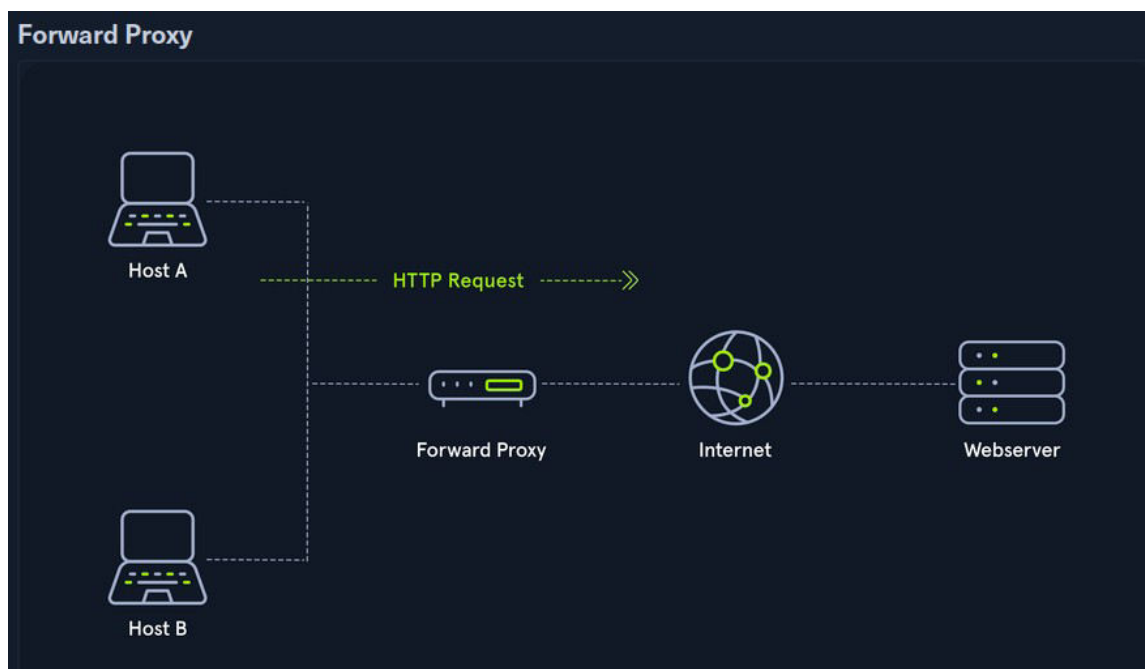 Forward Proxy
Host A
HTTP Request
Forward Proxy
Internet
Webserver
Host B